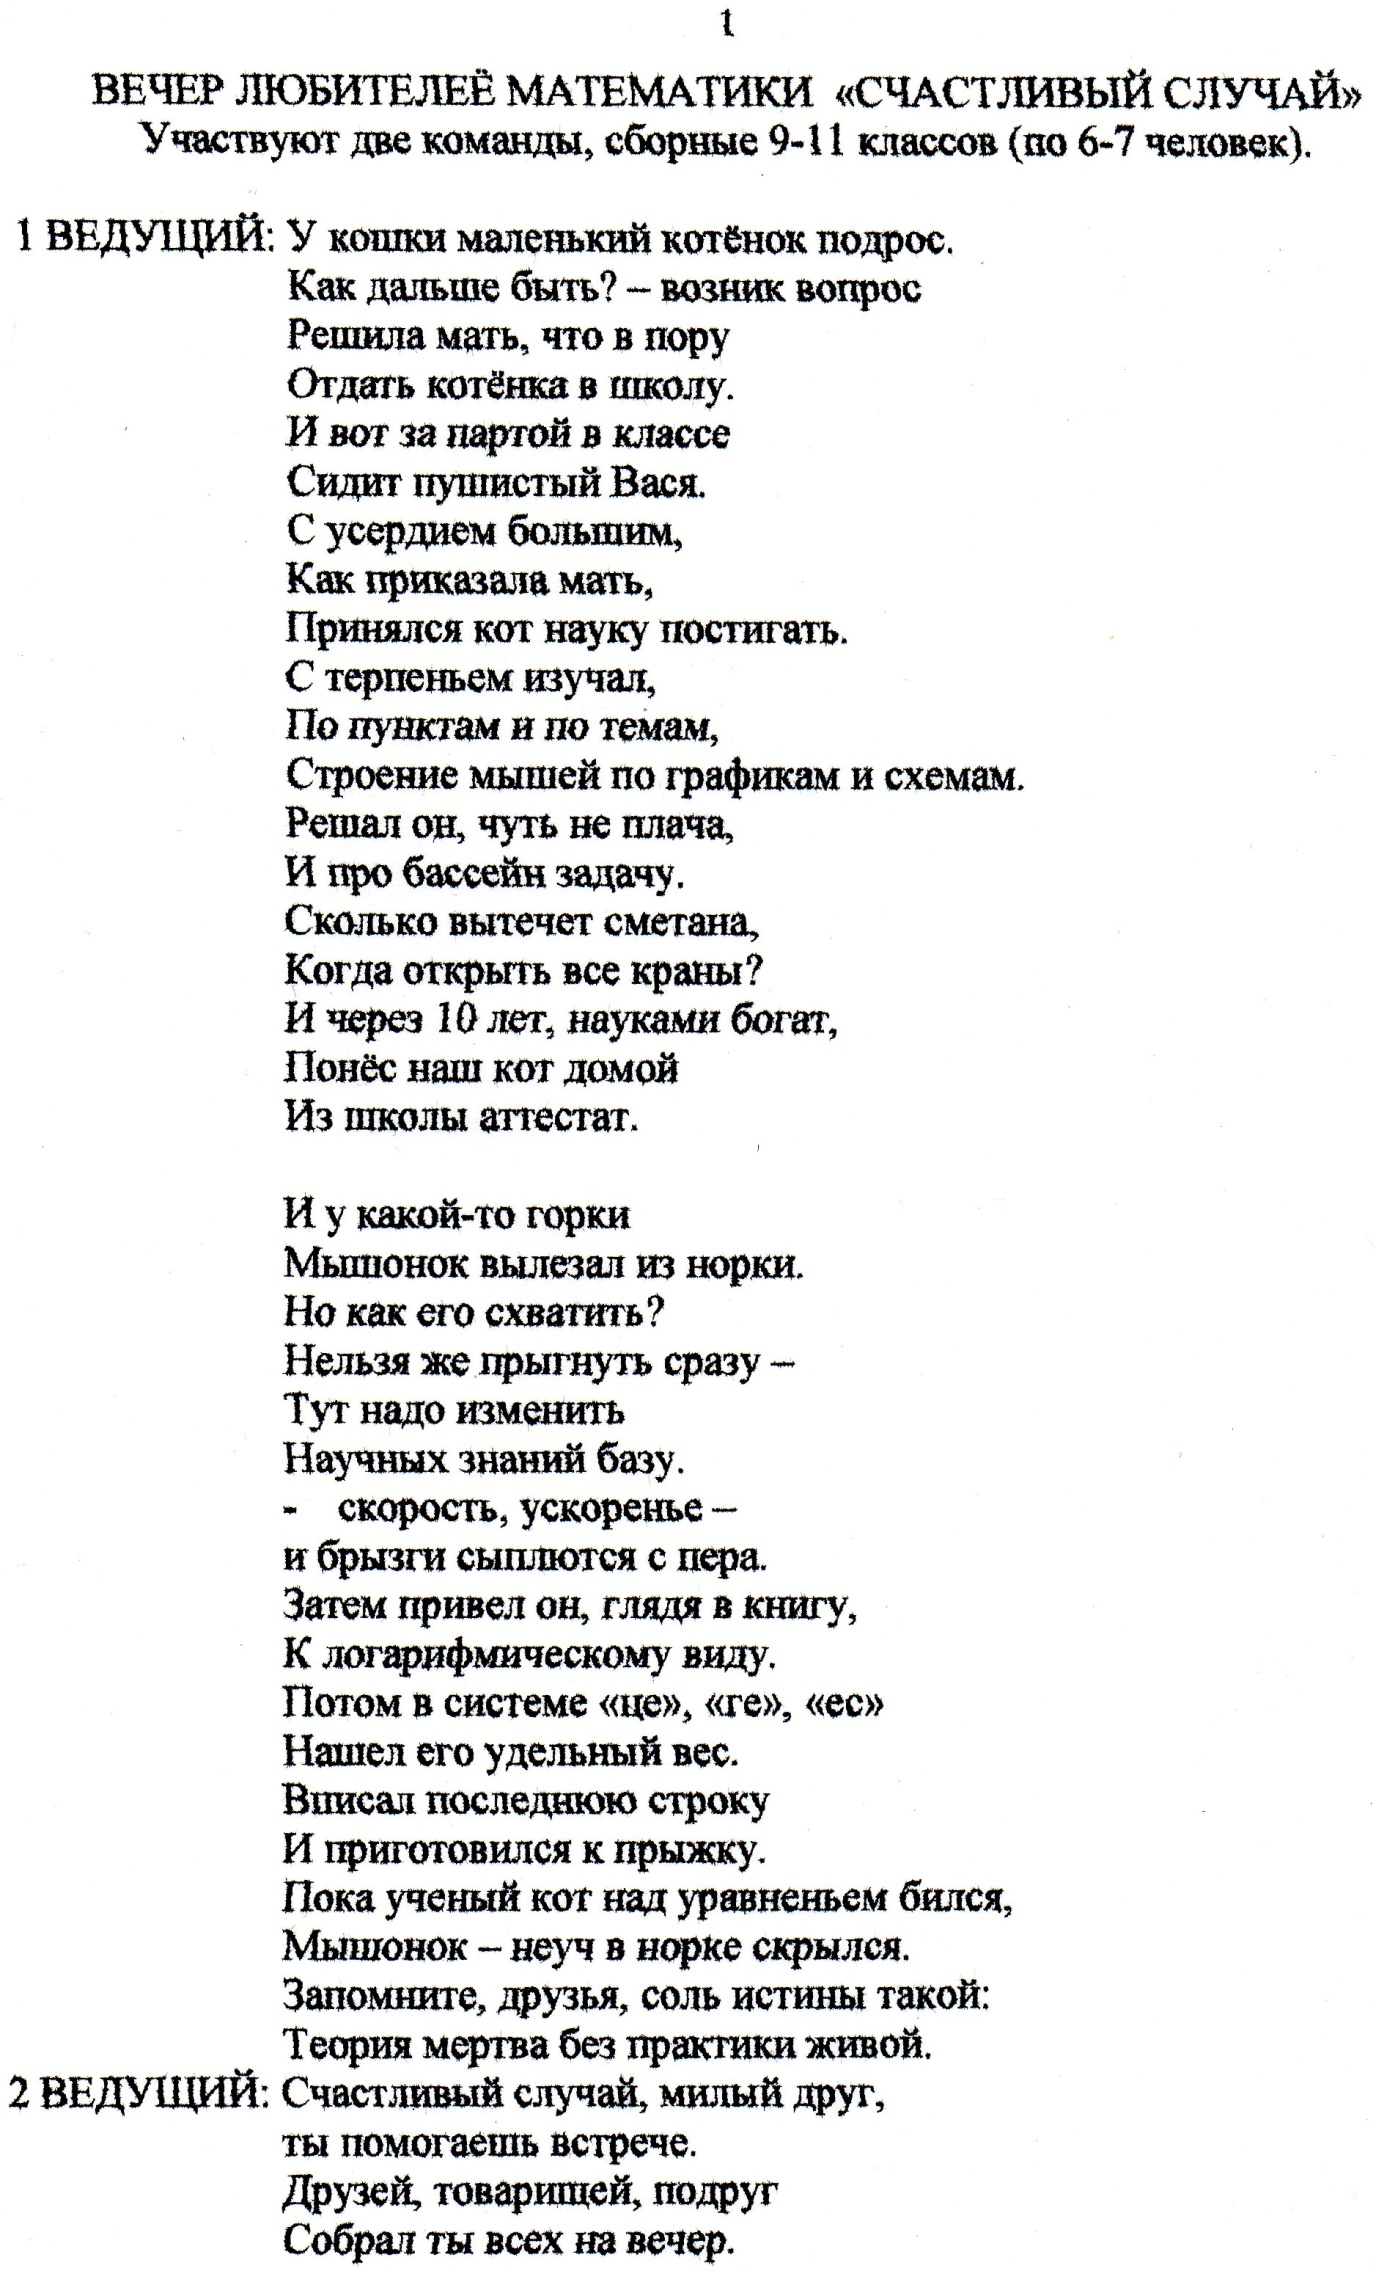 1
ВЕЧЕР ЛЮБИТЕЛЕЁ МАТЕМАТИКИ «СЧАСТЛИВЫЙ СЛУЧАЙ»
Участвуют две команды, сборные 9-11 классов (по 6-7 человек).
1 ВЕДУЩИЙ: У кошки маленький котёнок подрос.
Как дальше быть? – возник вопрос
Решила мать, что в пору
Отдать котёнка в школу.
И вот за партой в классе
Сидит пушистый Вася.
С усердием большим,
Как приказала мать,
Принялся кот науку постигать.
С терпеньем изучал,
По пунктам и по темам,
Строение мышей по графикам и схемам.
Решал он, чуть не плача,
И про бассейн задачу.
Сколько вытечет сметана,
Когда открыть все краны?
И через 10 лет, науками богат,
Понёс наш кот домой
Из школы аттестат.
И у какой-то горки
Мышонок вылезал из норки.
Но как его схватить?
Нельзя же прыгнуть сразу –
Тут надо изменить
Научных знаний базу.
- скорость, ускоренье –
и брызги сыплются с пера.
Затем привел он, глядя в книгу,
К логарифмическому виду.
Потом в системе «це», «ге», «ес»
Нашел его удельный вес.
Вписал последнюю строку
И приготовился к прыжку.
Пока ученый кот над уравненьем бился,
Мышонок – неуч в норке скрылся.
Запомните, друзья, соль истины такой:
Теория мертва без практики живой.
2 ВЕДУЩИЙ: Счастливый случай, милый друг,
ты помогаешь встрече.
Друзей, товарищей, подруг
Собрал ты всех на вечер.